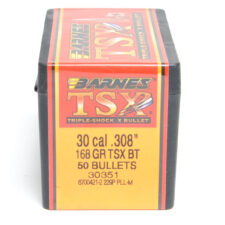 BARNES
TSX
TRIPLE-SHOCK X BULLET
30 cal .308"
168 GR TSX BT
50 BULLETS
30351